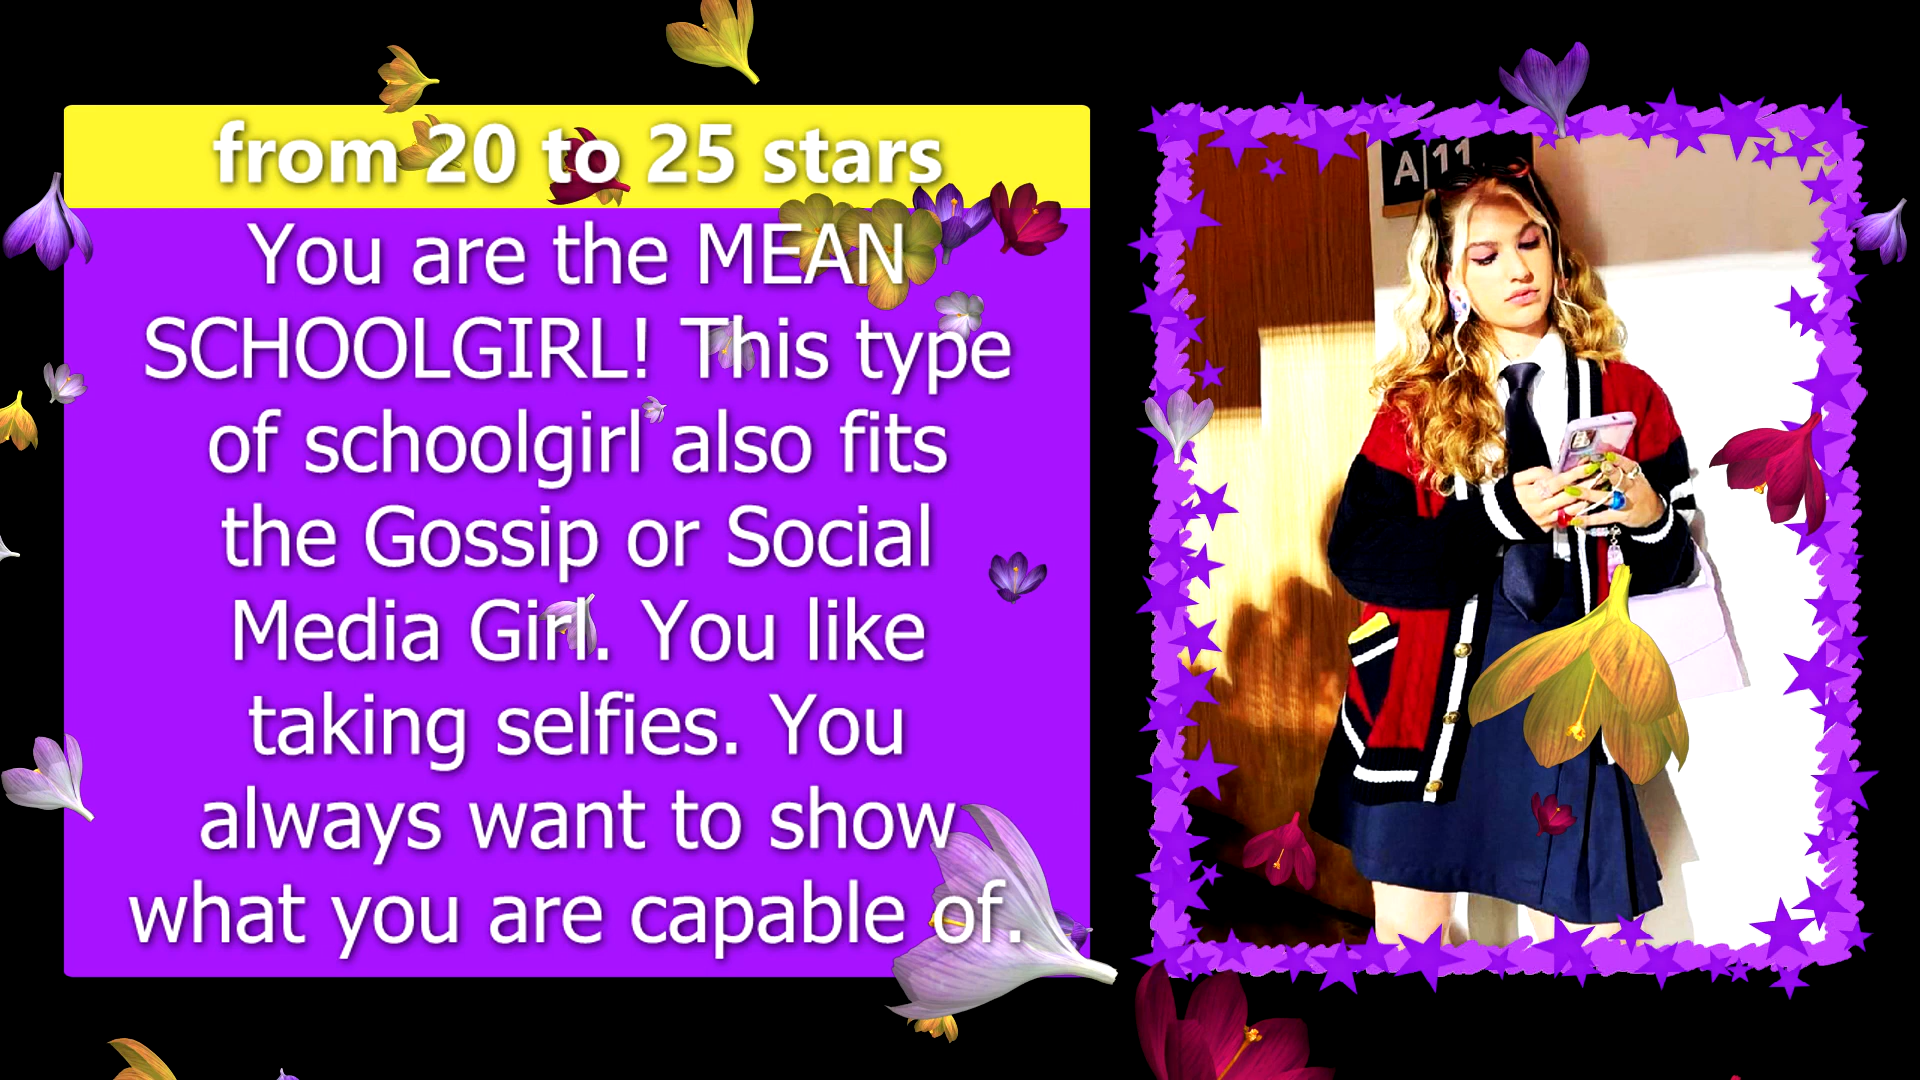 from 20 to 25 stars
You are the MEAN
SCHOOLGIRL! This type
of schoolgirl also fits
the Gossip or Social
Media Girl. You like
taking selfies. You
always want to show
what you are capable of.
A|11